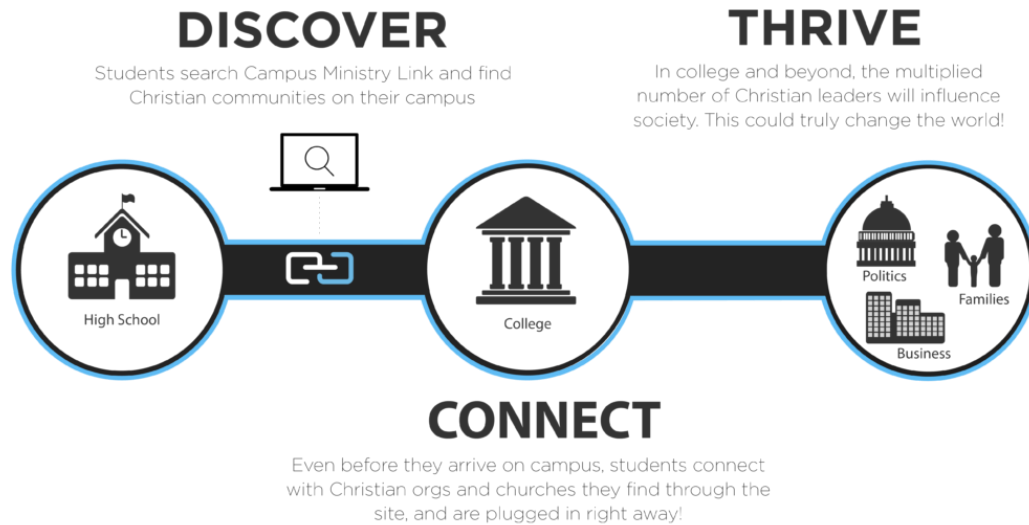 DISCOVER
Students search Campus Ministry Link and find
Christian communities on their campus
THRIVE
In college and beyond, the multiplied
number of Christian leaders will influence
society. This could truly change the world!
High School
College
Politics
Families
Business
CONNECT
Even before they arrive on campus, students connect
with Christian orgs and churches they find through the
site, and are plugged in right away!